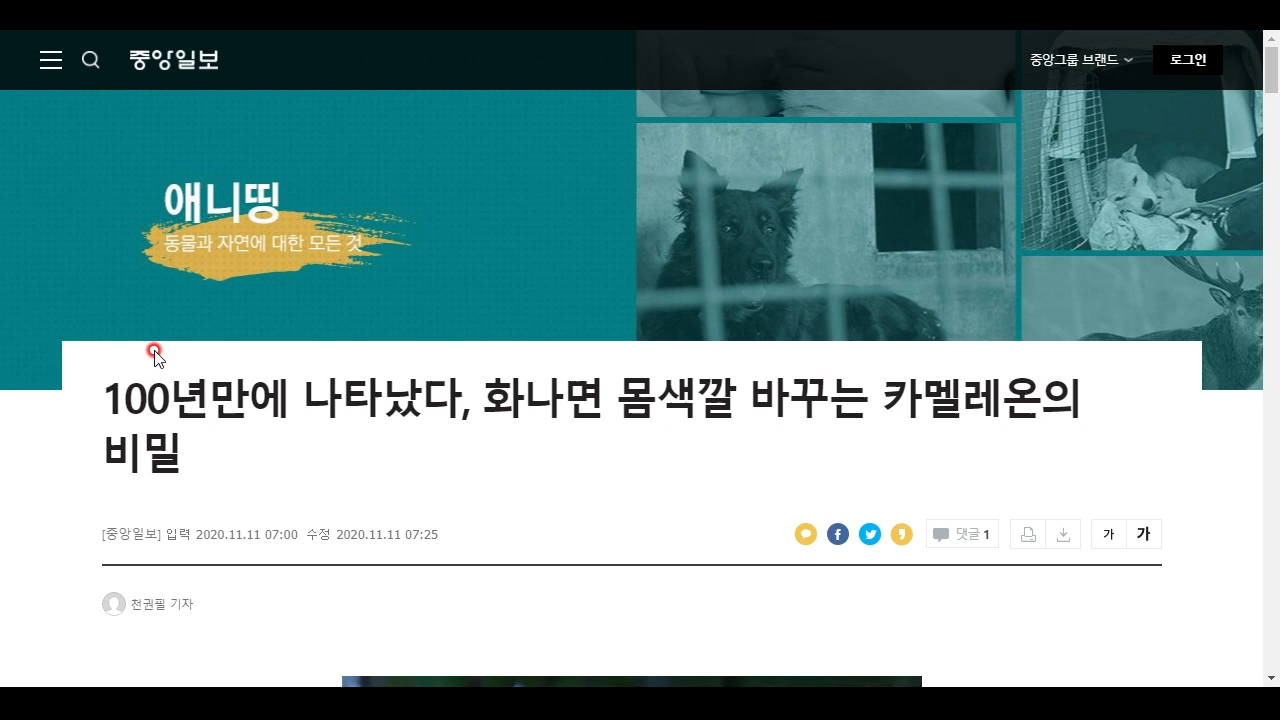 중앙일보
중앙그룹 브랜드
로그인
애니띵
동물과 자연에 대한 모든 것
100년만에 나타났다, 화나면 몸색깔 바꾸는 카멜레온의
비밀
[중앙일보] 입력 2020.11.11 07:00 수정 2020.11.11 07:25
댓글 1
가 가
천권필 기자